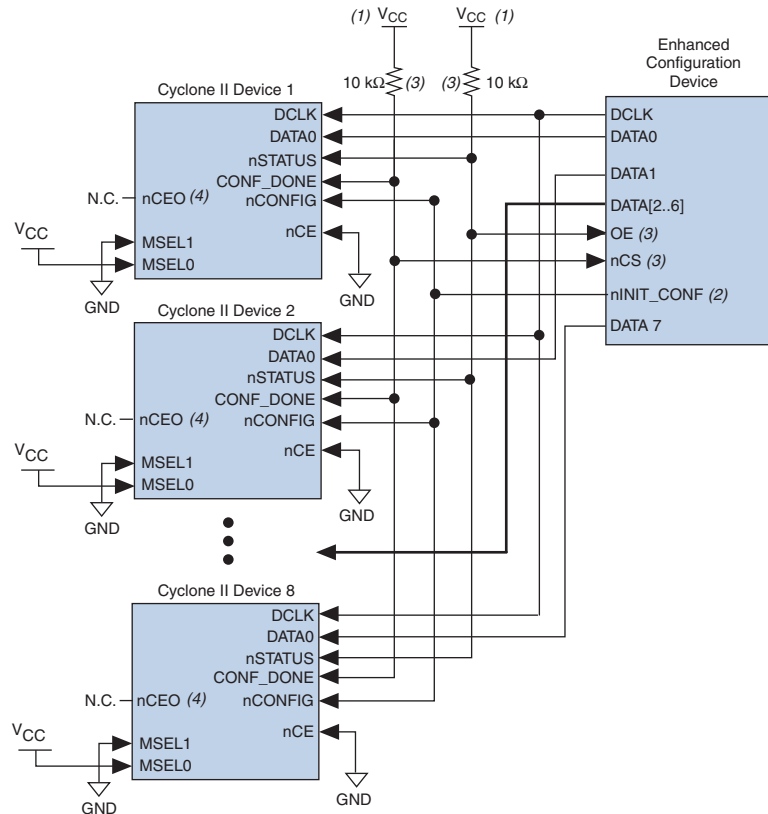 (1) VCC
VCC (1)
10 kΩ (3)
(3) 10 kΩ
Enhanced
Configuration
Device
DCLK
DATA0
DATA1
DATA[2..6]
OE (3)
nCS (3)
nINIT_CONF (2)
DATA 7
Cyclone II Device 1
DCLK
DATA0
nSTATUS
CONF_DONE
nCONFIG
nCE
N.C.
nCEO (4)
VCC
MSEL1
MSEL0
GND
GND
Cyclone II Device 2
DCLK
DATA0
nSTATUS
CONF_DONE
nCONFIG
nCE
N.C.
nCEO (4)
VCC
MSEL1
MSEL0
GND
GND
Cyclone II Device 8
DCLK
DATA0
nSTATUS
CONF_DONE
nCONFIG
nCE
N.C.
nCEO (4)
VCC
MSEL1
MSEL0
GND
GND